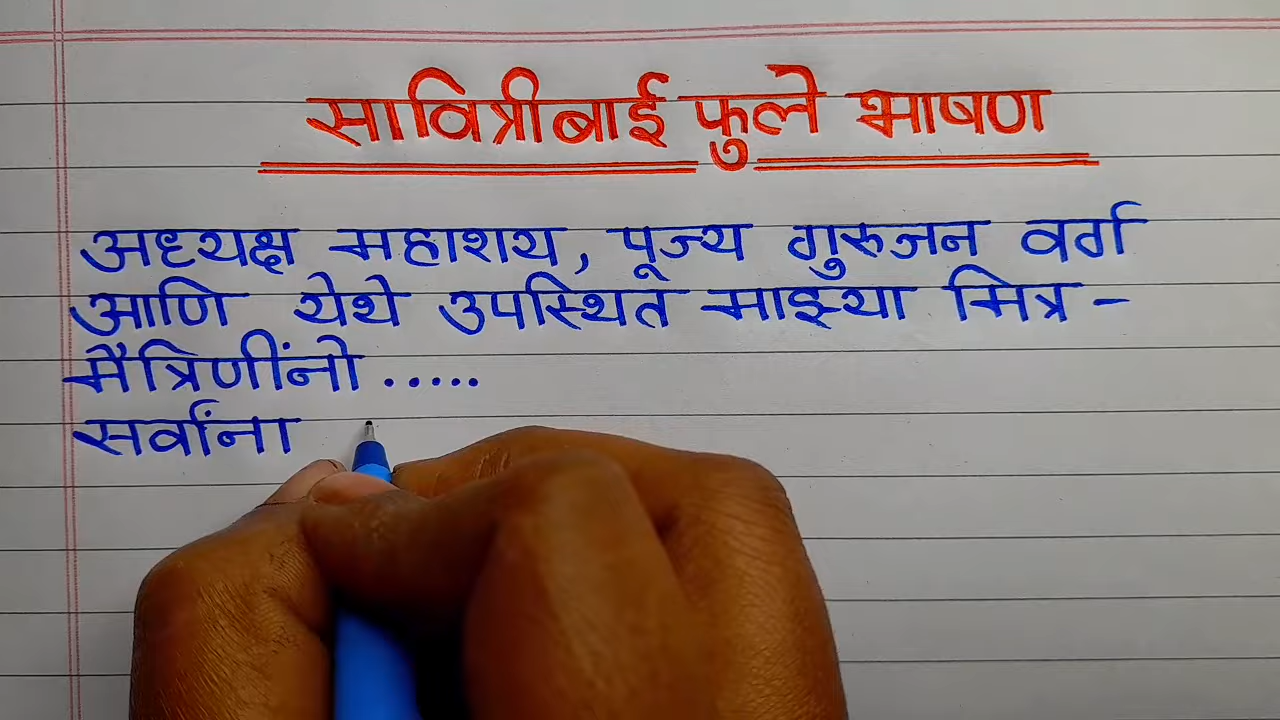 सावित्रीबाई फुले भाषण
अध्यक्ष महाशय, पूज्य गुरुजन वर्ग
आणि येथे उपस्थित माझ्या मित्र -
मैत्रिणींनो.....
सर्वांना